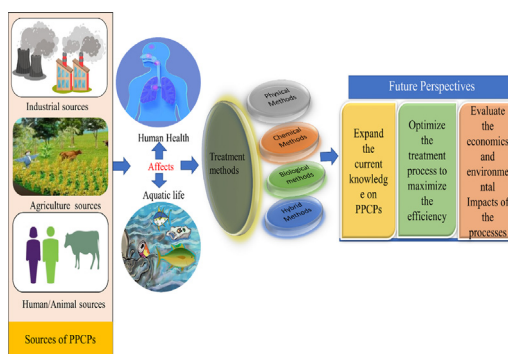 Industrial sources
Agriculture sources
Human/Animal sources
Sources of PPCPs
Human Health
Affects
Aquatic life
Treatment
methods
Physical
Methods
Chemical
Methods
Biological
methods
Hybrid
Methods
Future Perspectives
Expand
the
current
knowledg
e on
PPCPs
Optimize
the
treatment
process to
maximize
the
efficiency
Evaluate
the
economics
and
environme
ntal
Impacts of
the
processes